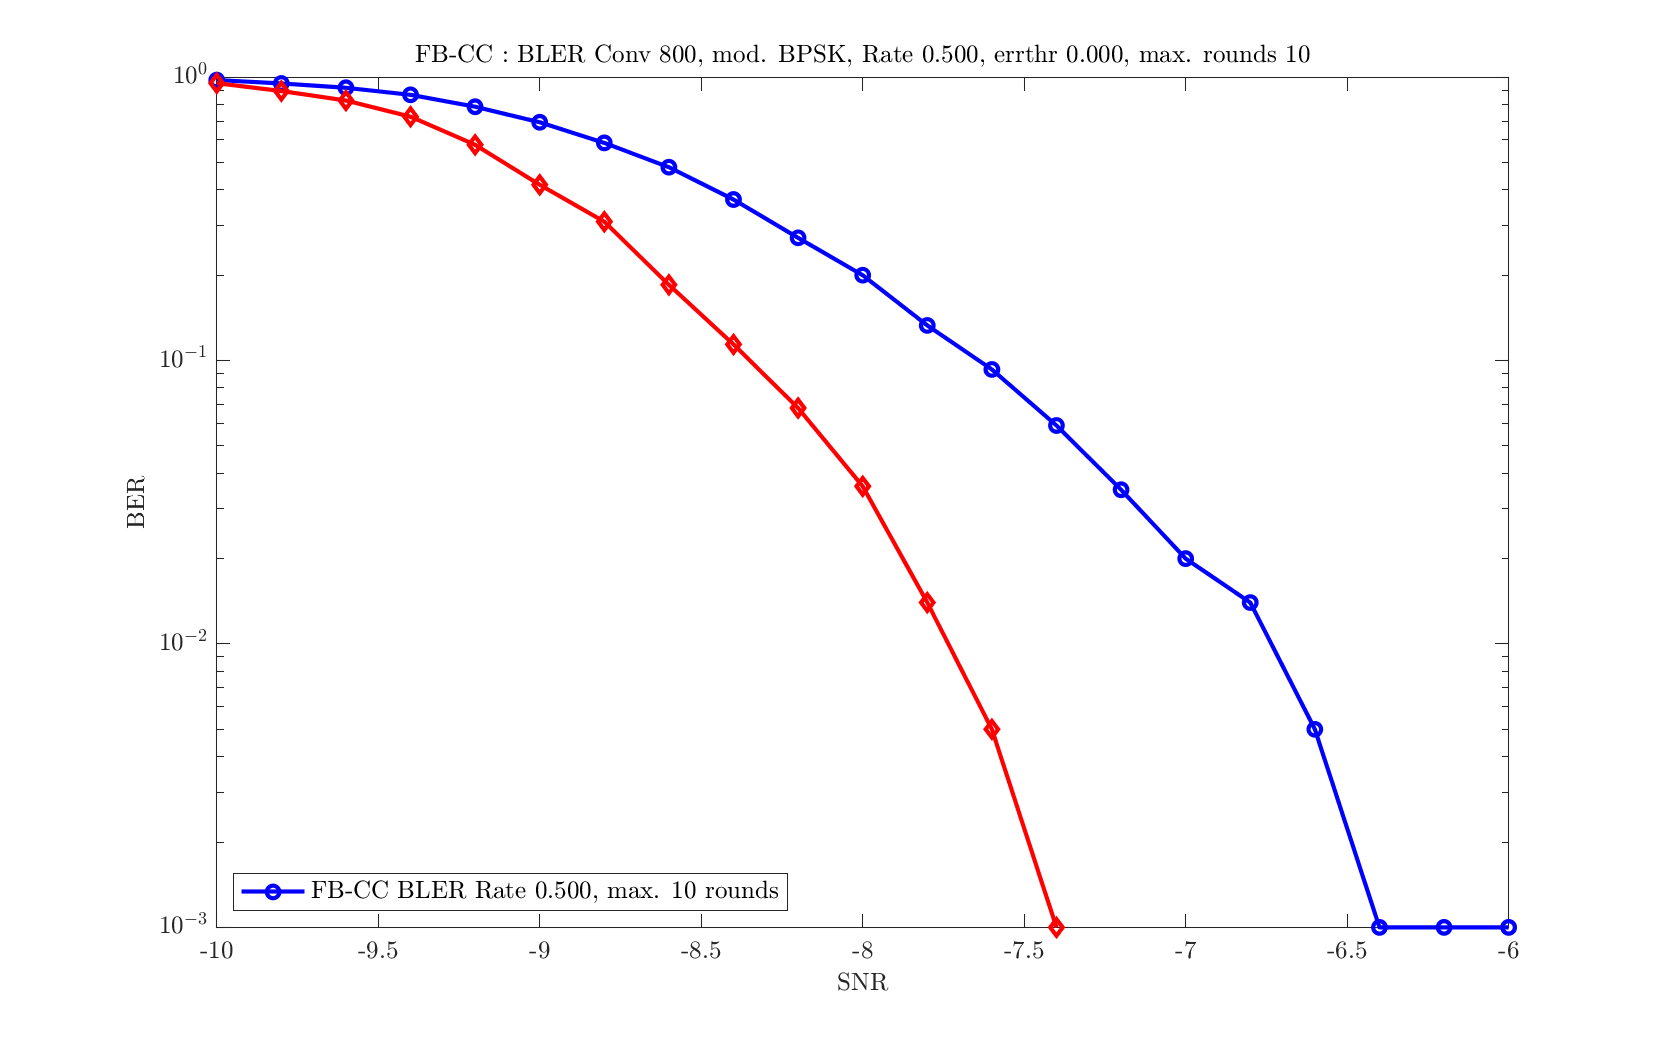 FB-CC : BLER Conv 800, mod. BPSK, Rate 0.500, errthr 0.000, max. rounds 10
10^0
10^-1
BER
10^-2
FB-CC BLER Rate 0.500, max. 10 rounds
10^-3
-10 -9.5 -9 -8.5 -8 -7.5 -7 -6.5 -6
SNR